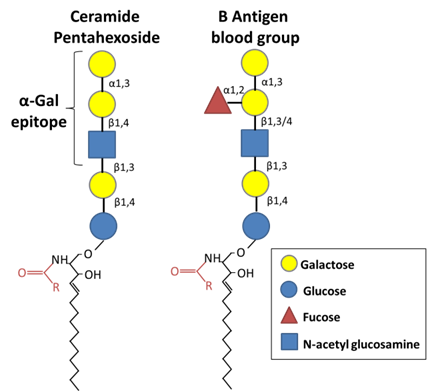 Ceramide
Pentahexoside
B Antigen
blood group
α-Gal
epitope
α1,3
β1,4
β1,3
β1,4
α1,3
α1,2
β1,3/4
β1,3
β1,4
O
NH
OH
O
R
O
NH
OH
O
R
Galactose
Glucose
Fucose
N-acetyl glucosamine